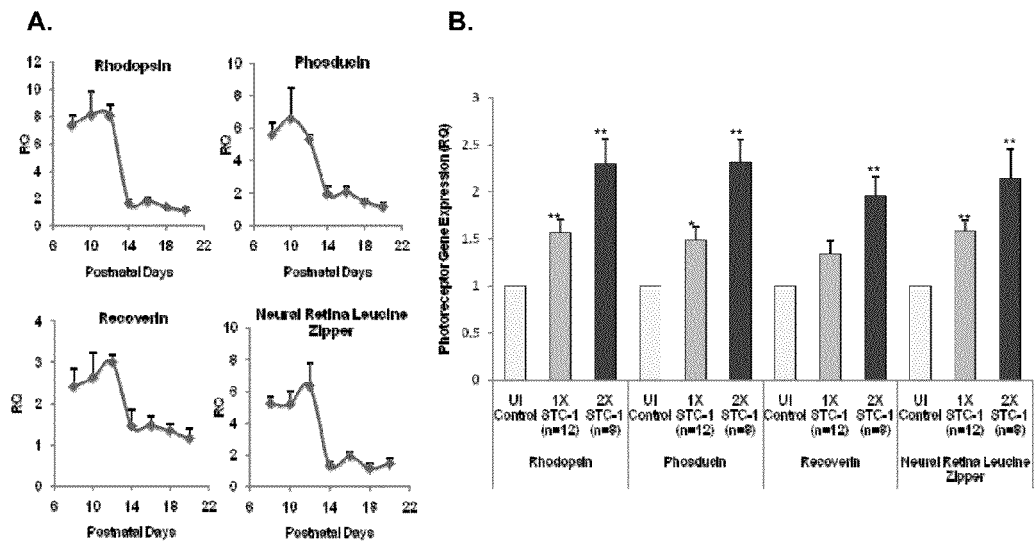 A.
B.
Rhodopsin
12
10
8
6
4
2
0
RQ
6 10 14 18 22
Postnatal Days
Phosducin
10
8
6
4
2
0
RQ
6 10 14 18 22
Postnatal Days
Recoverin
4
3
2
1
0
RQ
6 10 14 18 22
Postnatal Days
Neural Retina Leucine
Zipper
10
8
6
4
2
0
RQ
6 10 14 18 22
Postnatal Days
Photoreceptor Gene Expression (RQ)
3
2.5
2
1.5
1
0.5
0
** ** * ** ** ** **
UI 1X 2X UI 1X 2X UI 1X 2X UI 1X 2X
Control STC-1 STC-1 Control STC-1 STC-1 Control STC-1 STC-1 Control STC-1 STC-1
(n=12) (n=9) (n=12) (n=9) (n=12) (n=9) (n=12) (n=9)
Rhodopsin Phosducin Recoverin Neural Retina Leucine
Zipper